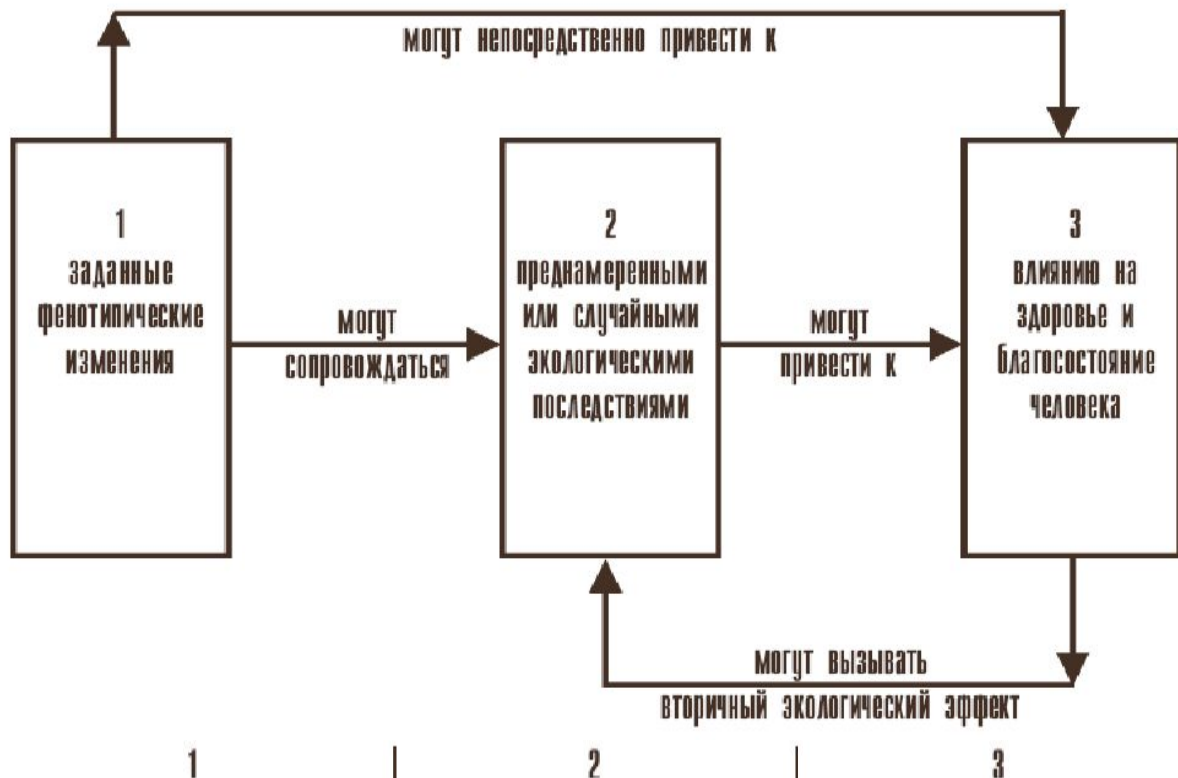 могут непосредственно привести к
1
заданные
фенотипические
изменения
могут
сопровождаться
2
преднамеренными
или случайными
экологическими
последствиями
могут
привести к
3
влиянию на
здоровье и
благосостояние
человека
могут вызывать
вторичный экологический эффект
1 | 2 | 3